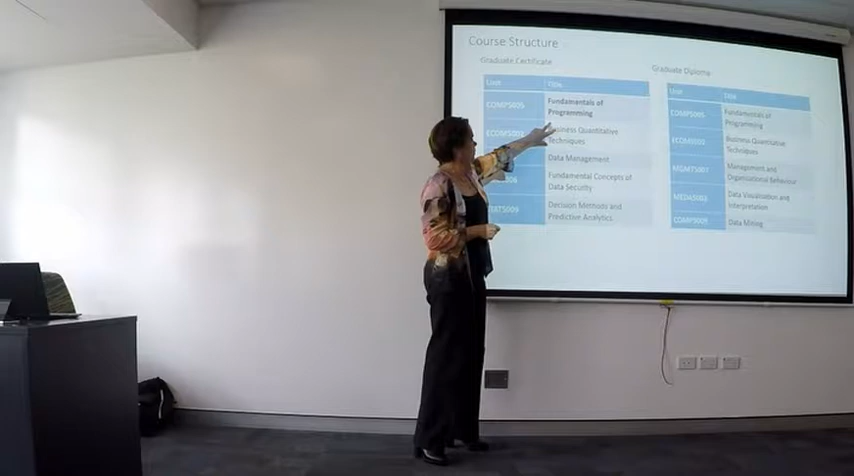 Course Structure
Graduate Certificate
Unit Title
COMP5005 Fundamentals of
Programming
Business Quantitative
Techniques
Data Management
Fundamental Concepts of
Data Security
Decision Methods and
Predictive Analytics
Graduate Diploma
Unit Title
COMP5005 Fundamentals of
Programming
Business Quantitative
Techniques
Management and
Organisational Behaviour
Data Visualisation and
Interpretation
Data Mining